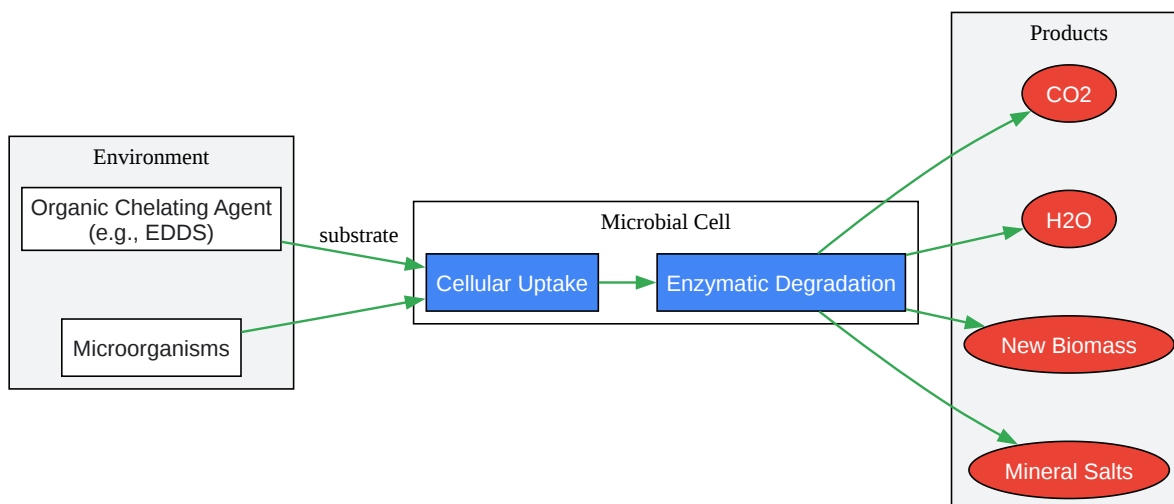 Environment
Organic Chelating Agent
(e.g., EDDS)
Microorganisms
substrate
Microbial Cell
Cellular Uptake
Enzymatic Degradation
Products
CO2
H2O
New Biomass
Mineral Salts